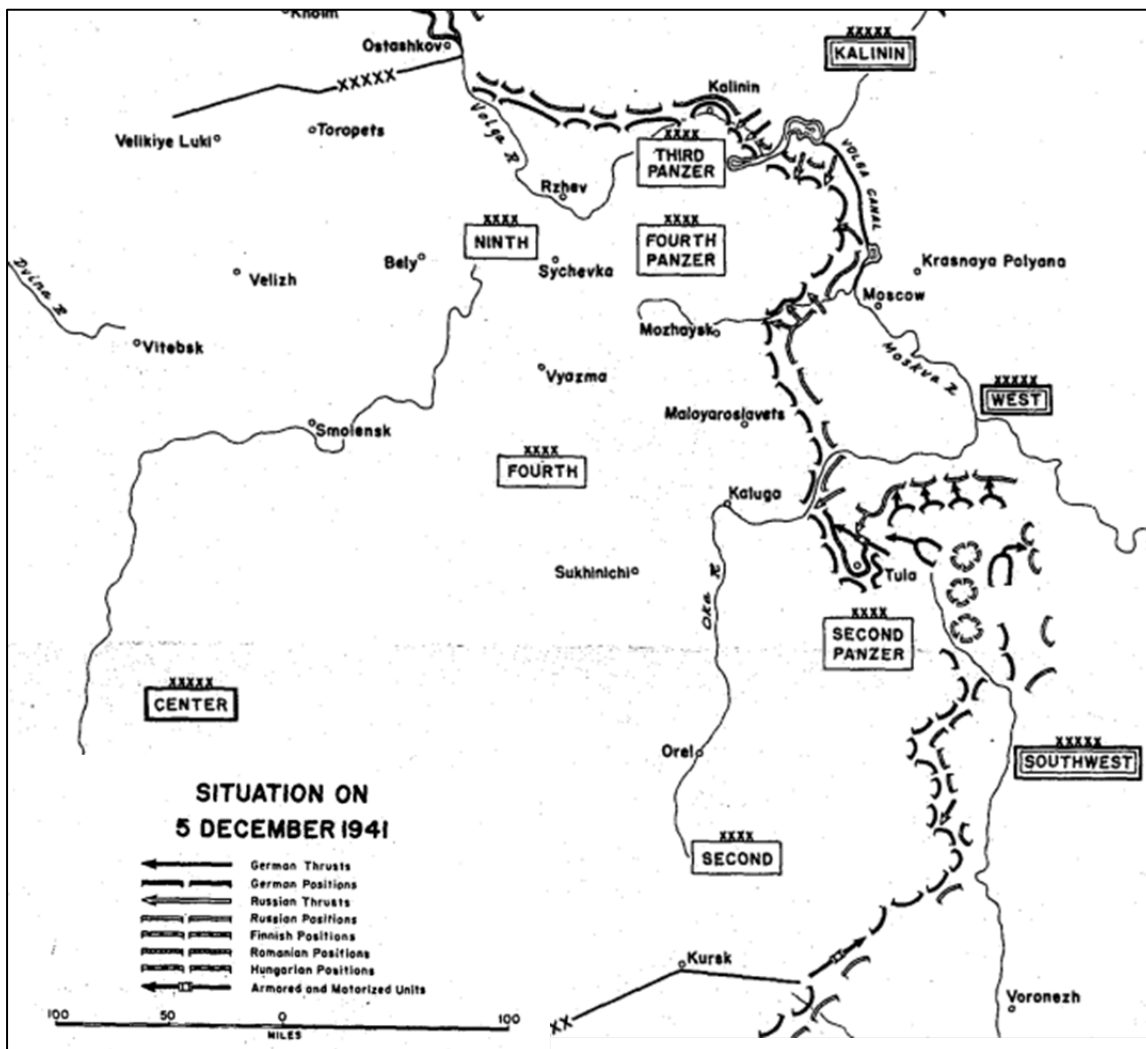 Kholm
Ostashkov
XXXXX
KALININ
XXXXX
Kalinin
Velikiye Luki
Toropets
Volga R
XXXX
THIRD
PANZER
VOLGA CANAL
Rzhev
XXXX
NINTH
XXXX
FOURTH
PANZER
Dvina R
Velizh
Bely
Sychevka
Krasnaya Polyana
Moscow
Mozhaysk
Vitebsk
MOSKVA R
Vyazma
XXXXX
WEST
Maloyaroslavets
Smolensk
XXXX
FOURTH
Kaluga
Sukhinichi
OKA R
Tula
XXXX
SECOND
PANZER
XXXXX
CENTER
Orel
XXXXX
SOUTHWEST
SITUATION ON
5 DECEMBER 1941
German Thrusts
German Positions
Russian Thrusts
Russian Positions
Finnish Positions
Romanian Positions
Hungarian Positions
Armored and Motorized Units
XXXX
SECOND
Kursk
Voronezh
100 0 100
MILES
XX